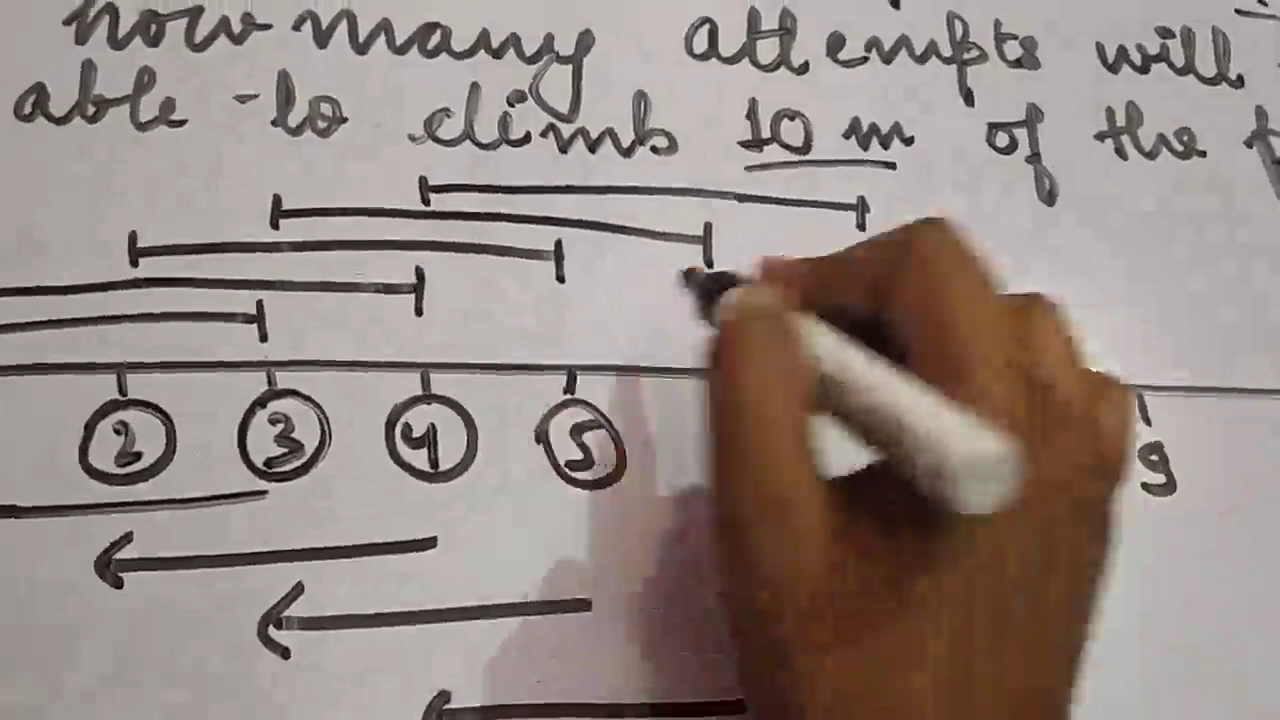 how many attempts will
able to climb 10 m of the
2 3 4 5 9